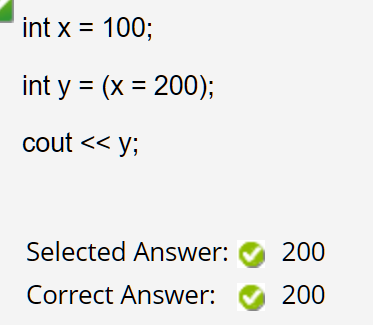 int x = 100;
int y = (x = 200);
cout << y;
Selected Answer: 200
Correct Answer: 200